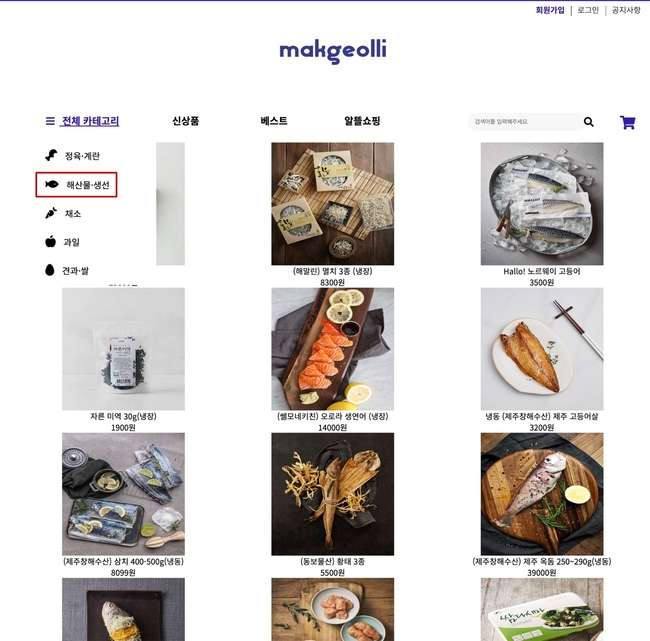 회원가입 | 로그인 | 공지사항
makgeolli
전체 카테고리 신상품 베스트 알뜰쇼핑 검색어를 입력해주세요
정육·계란
해산물·생선
채소
과일
견과·쌀
(해말린) 멸치 3종 (냉장)
8300원
Hallo! 노르웨이 고등어
3500원
자른 미역 30g(냉장)
1900원
(쌜모네키친) 오로라 생연어 (냉장)
14000원
냉동 (제주창해수산) 제주 고등어살
3200원
(제주창해수산) 삼치 400-500g(냉동)
8099원
(동보물산) 황태 3종
5500원
(제주창해수산) 제주 옥돔 250~290g(냉동)
39000원